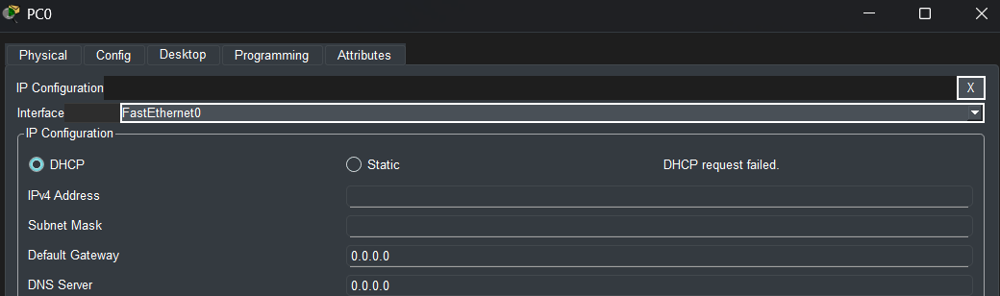 PC0
Physical Config Desktop Programming Attributes
IP Configuration X
Interface FastEthernet0
IP Configuration
DHCP Static DHCP request failed.
IPv4 Address
Subnet Mask
Default Gateway 0.0.0.0
DNS Server 0.0.0.0